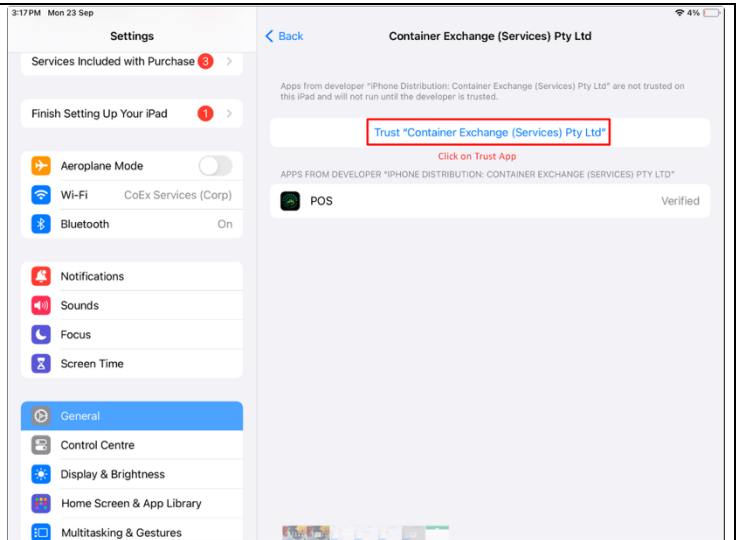 3:17 PM Mon 23 Sep
4%
Settings
Services Included with Purchase 3
Finish Setting Up Your iPad 1
Aeroplane Mode
Wi-Fi CoEx Services (Corp)
Bluetooth On
Notifications
Sounds
Focus
Screen Time
General
Control Centre
Display & Brightness
Home Screen & App Library
Multitasking & Gestures
Back
Container Exchange (Services) Pty Ltd
Apps from developer "iPhone Distribution: Container Exchange (Services) Pty Ltd" are not trusted on
this iPad and will not run until the developer is trusted.
Trust "Container Exchange (Services) Pty Ltd"
Click on Trust App
APPS FROM DEVELOPER "IPHONE DISTRIBUTION: CONTAINER EXCHANGE (SERVICES) PTY LTD"
POS Verified